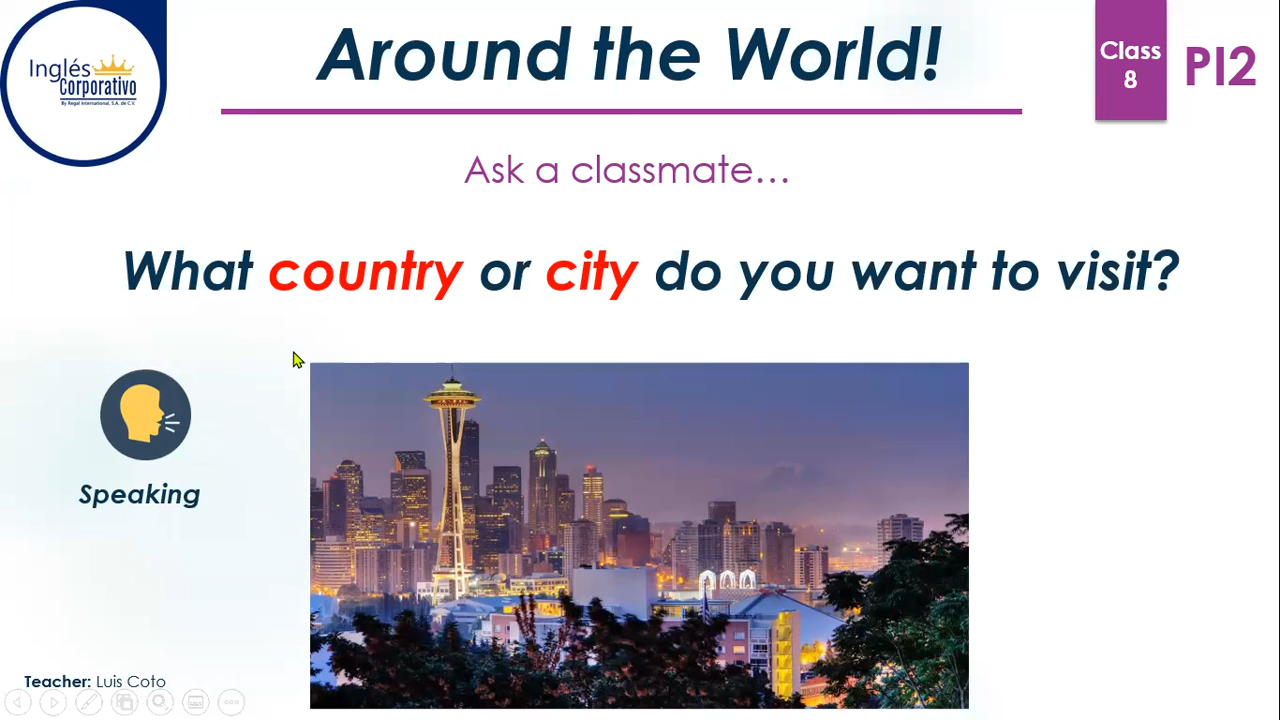 Inglés
Corporativo
By Regal International, S.A. de C.V.
Around the World!
Class
8
PI2
Ask a classmate…
What country or city do you want to visit?
Speaking
Teacher: Luis Coto